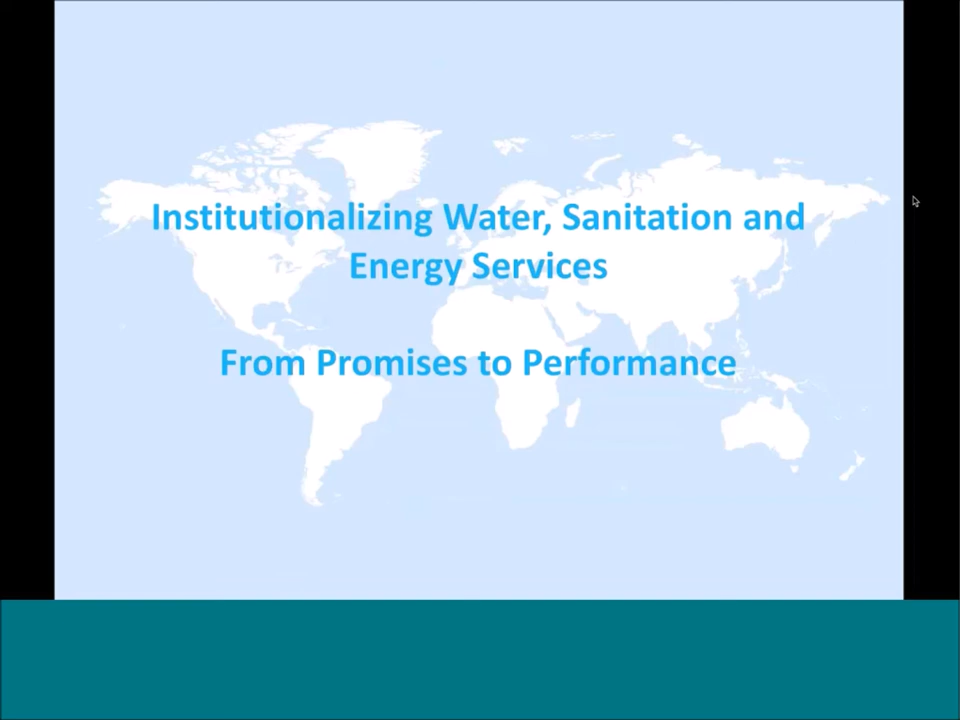 Institutionalizing Water, Sanitation and
Energy Services
From Promises to Performance